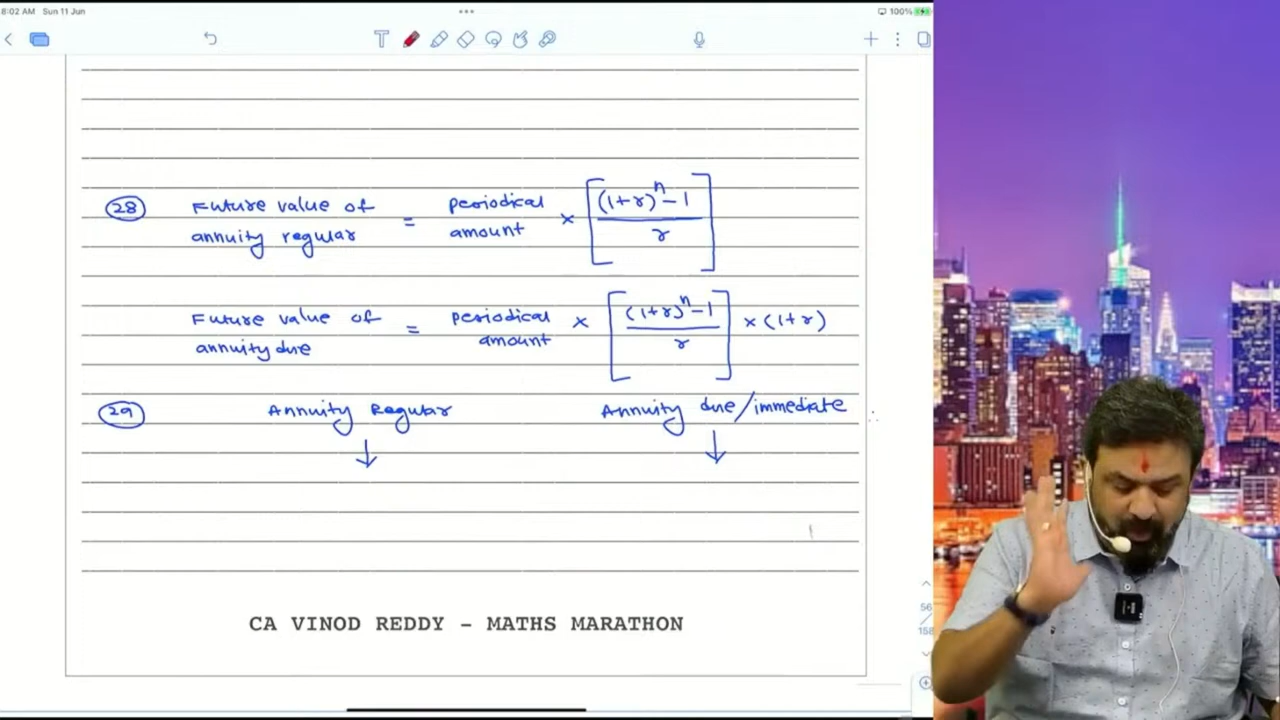 8:02 AM Sun 11 Jun
100%
T
28 Future value of annuity regular = periodical amount × [ (1+r)^n - 1 / r ]
Future value of annuity due = periodical amount × [ (1+r)^n - 1 / r ] × (1+r)
29 Annuity Regular Annuity due/immediate
56
158
CA VINOD REDDY - MATHS MARATHON